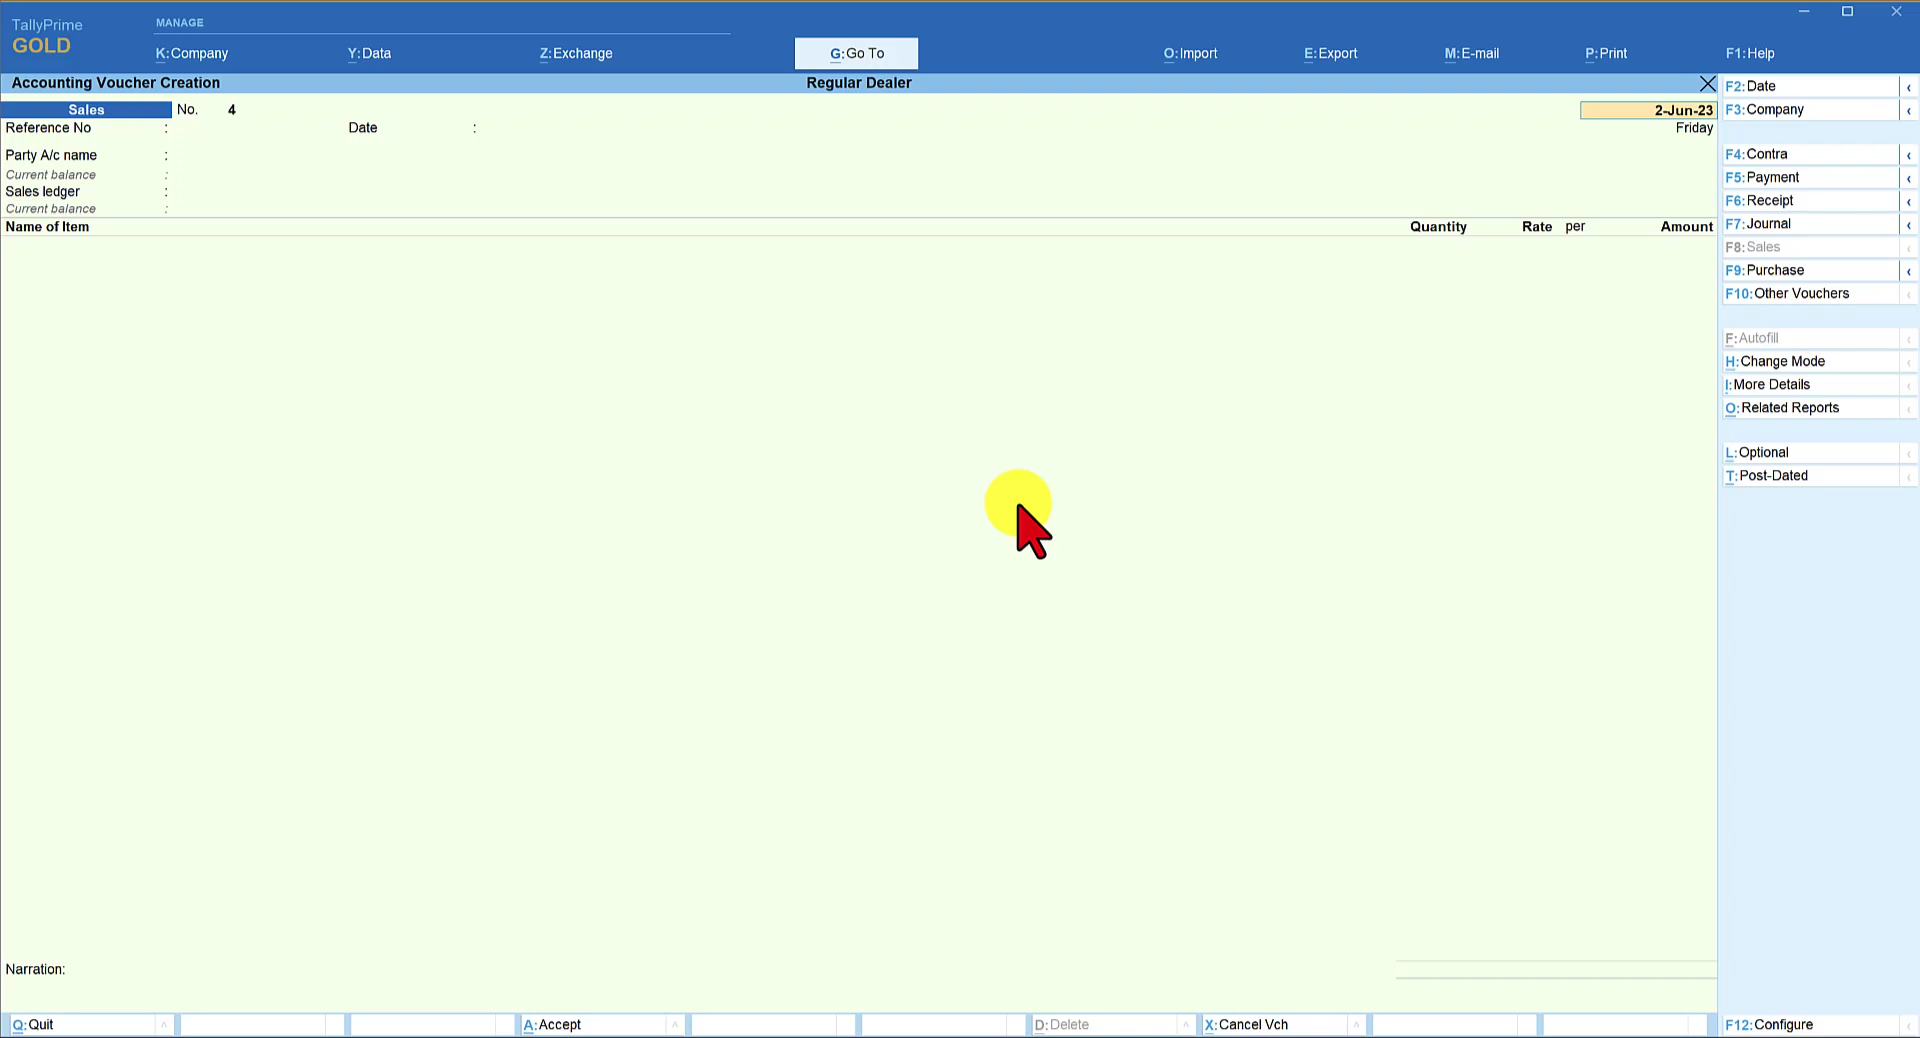 TallyPrime
GOLD
MANAGE
K:Company
Y:Data
Z:Exchange
G:Go To
O:Import
E:Export
M:E-mail
P:Print
F1:Help
Accounting Voucher Creation
Regular Dealer
Sales No. 4
2-Jun-23
Reference No :
Date :
Friday
Party A/c name :
Current balance :
Sales ledger :
Current balance :
Name of Item
Quantity Rate per Amount
Narration:
F2:Date
F3:Company
F4:Contra
F5:Payment
F6:Receipt
F7:Journal
F8:Sales
F9:Purchase
F10:Other Vouchers
F:Autofill
H:Change Mode
I:More Details
O:Related Reports
L:Optional
T:Post-Dated
Q:Quit
A:Accept
D:Delete
X:Cancel Vch
F12:Configure